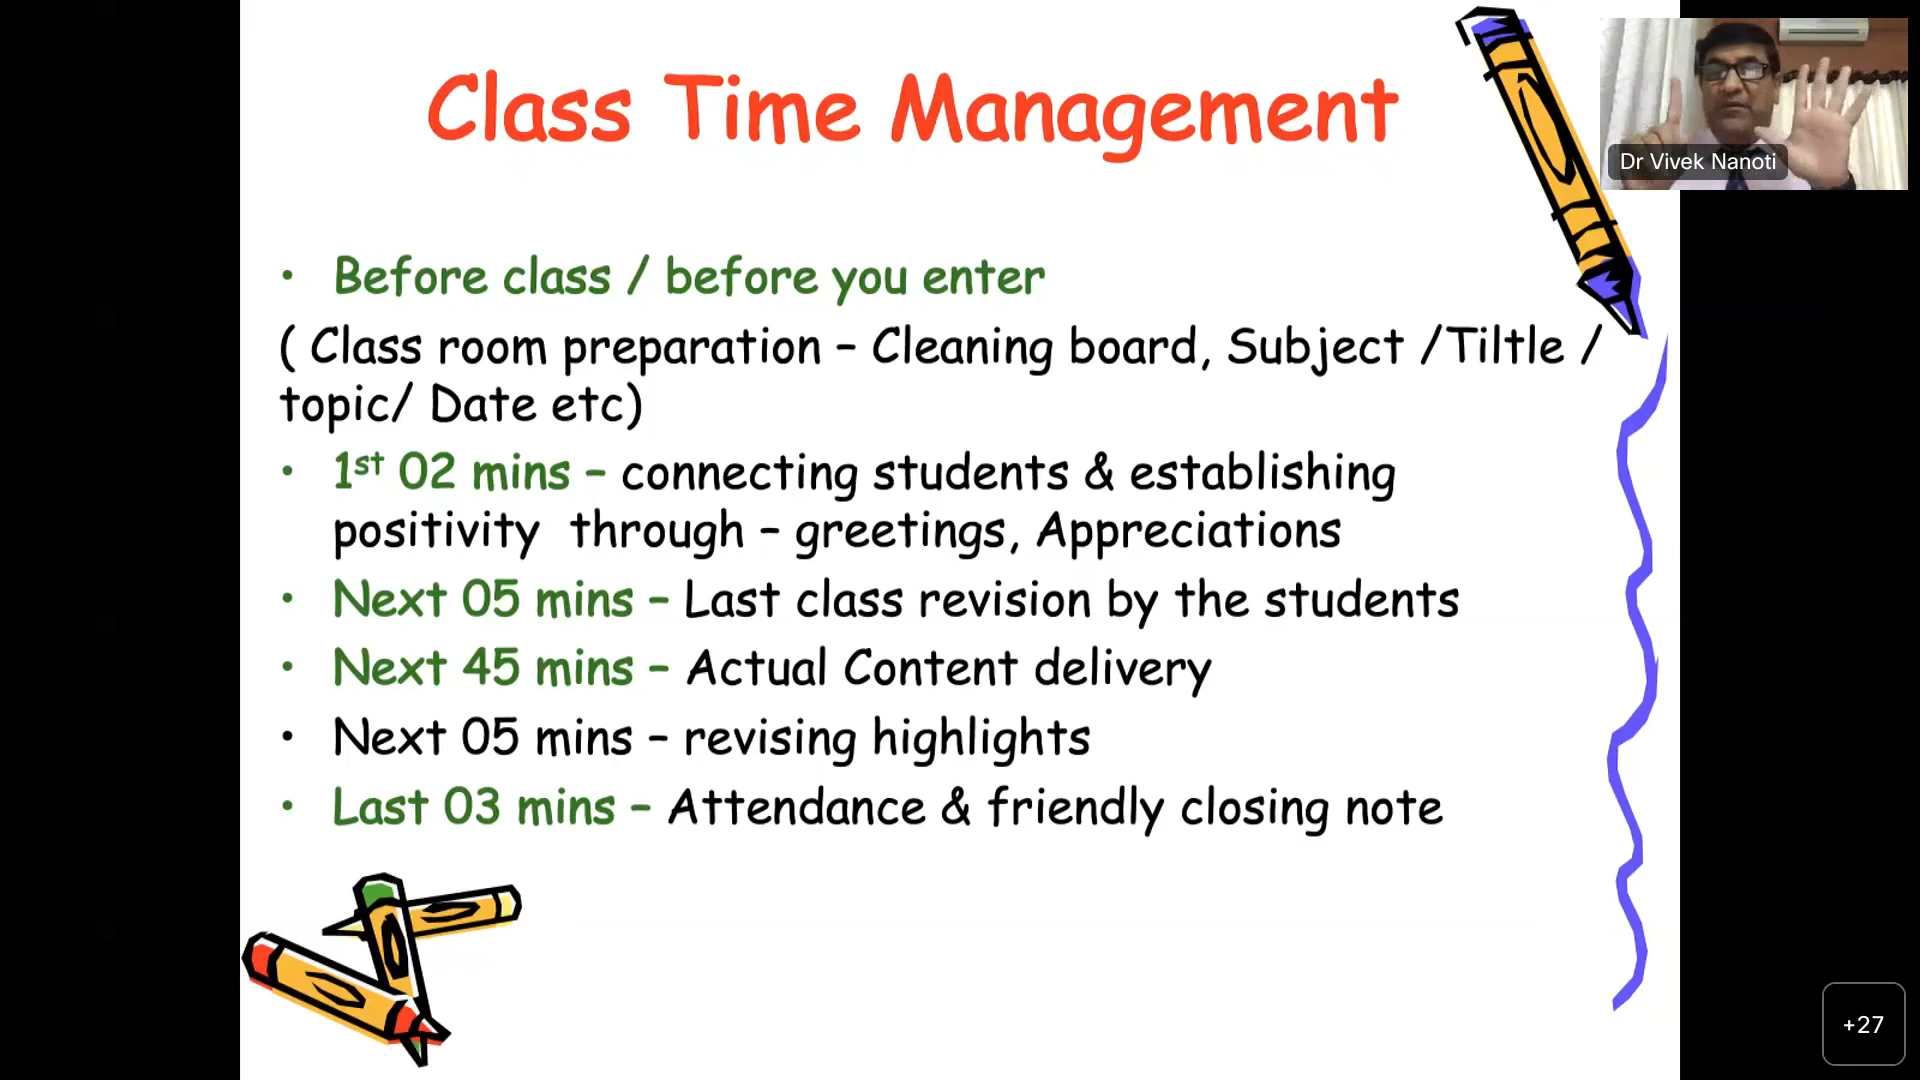 Class Time Management
Dr Vivek Nanoti
• Before class / before you enter
( Class room preparation – Cleaning board, Subject /Tiltle /
topic/ Date etc)
• 1st 02 mins – connecting students & establishing
positivity through – greetings, Appreciations
• Next 05 mins – Last class revision by the students
• Next 45 mins – Actual Content delivery
• Next 05 mins – revising highlights
• Last 03 mins – Attendance & friendly closing note
+27